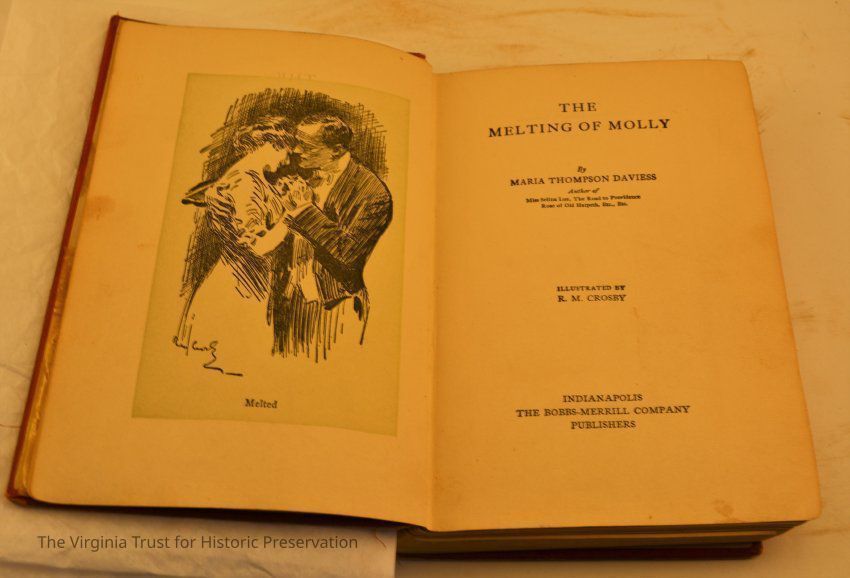 Melted
THE
MELTING OF MOLLY
By
MARIA THOMPSON DAVIESS
Author of
Miss Selina Lue, The Road to Providence
Rose of Old Harpeth, Etc., Etc.
ILLUSTRATED BY
R. M. CROSBY
INDIANAPOLIS
THE BOBBS-MERRILL COMPANY
PUBLISHERS
The Virginia Trust for Historic Preservation